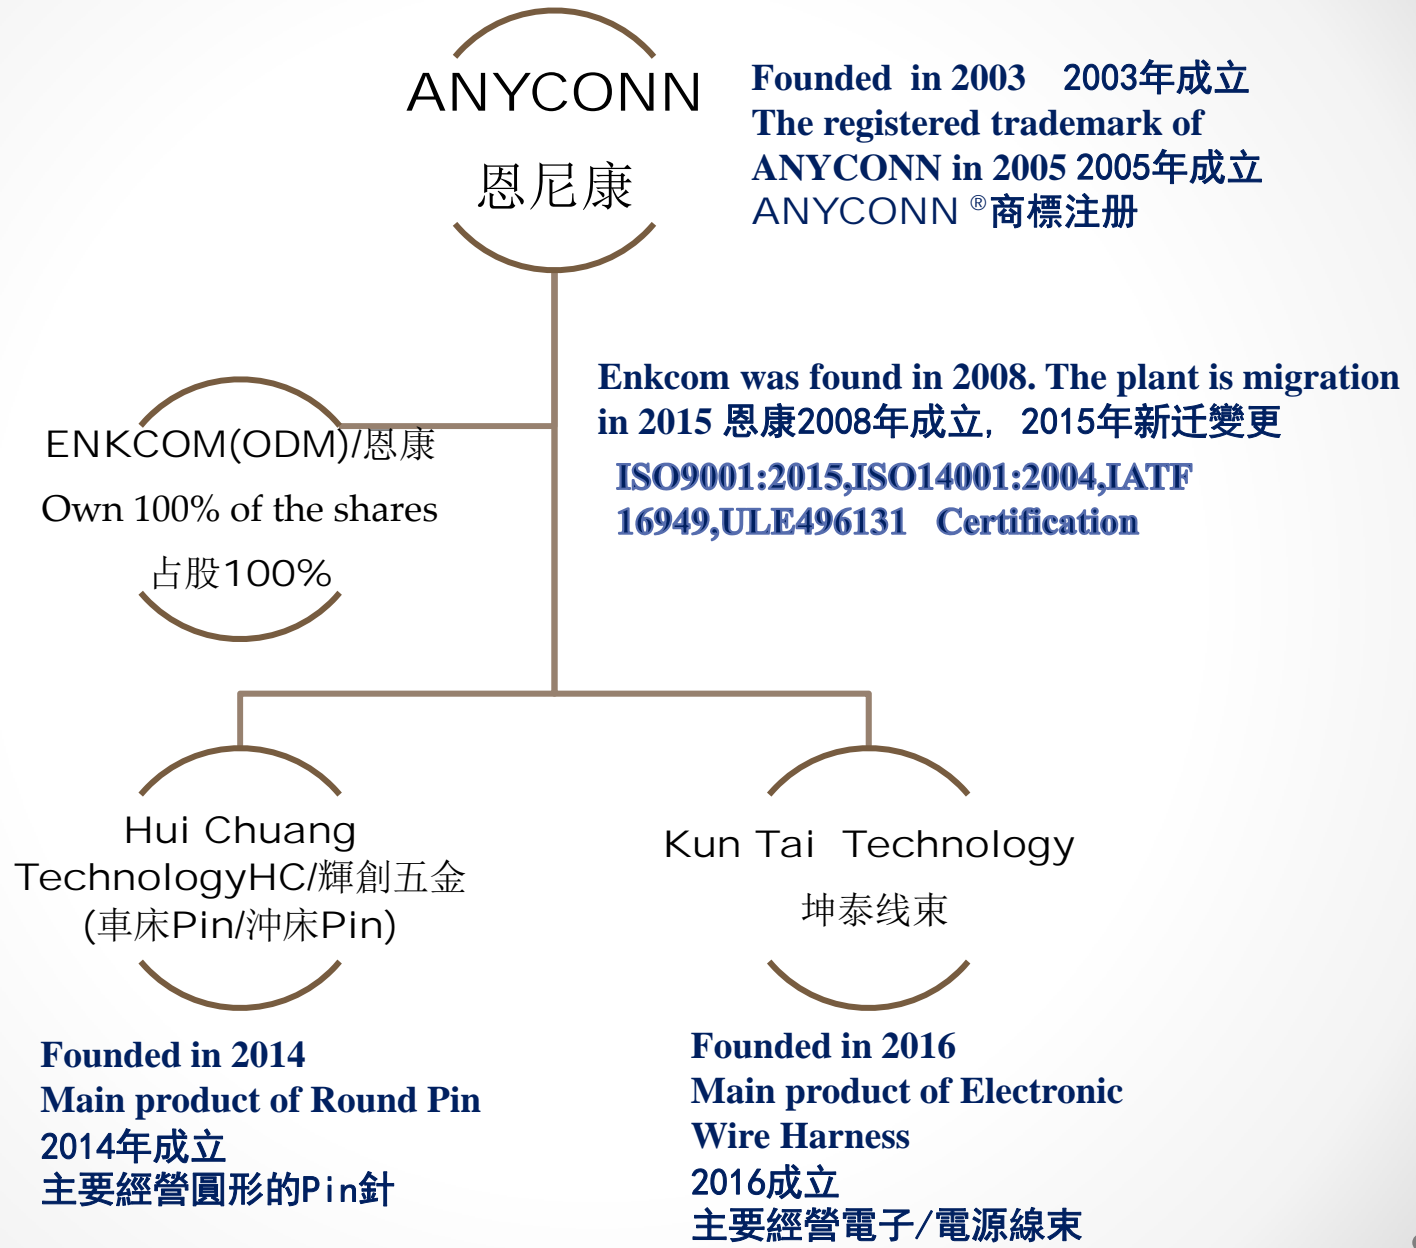 ANYCONN
恩尼康
Founded in 2003 2003年成立
The registered trademark of
ANYCONN in 2005 2005年成立
ANYCONN ®商標注册
Enkcom was found in 2008. The plant is migration
in 2015 恩康2008年成立, 2015年新迁變更
ISO9001:2015,ISO14001:2004,IATF
16949,ULE496131 Certification
ENKCOM(ODM)/恩康
Own 100% of the shares
占股100%
Hui Chuang
TechnologyHC/輝創五金
(車床Pin/沖床Pin)
Founded in 2014
Main product of Round Pin
2014年成立
主要經營圓形的Pin針
Kun Tai Technology
坤泰线束
Founded in 2016
Main product of Electronic
Wire Harness
2016成立
主要經營電子/電源線束